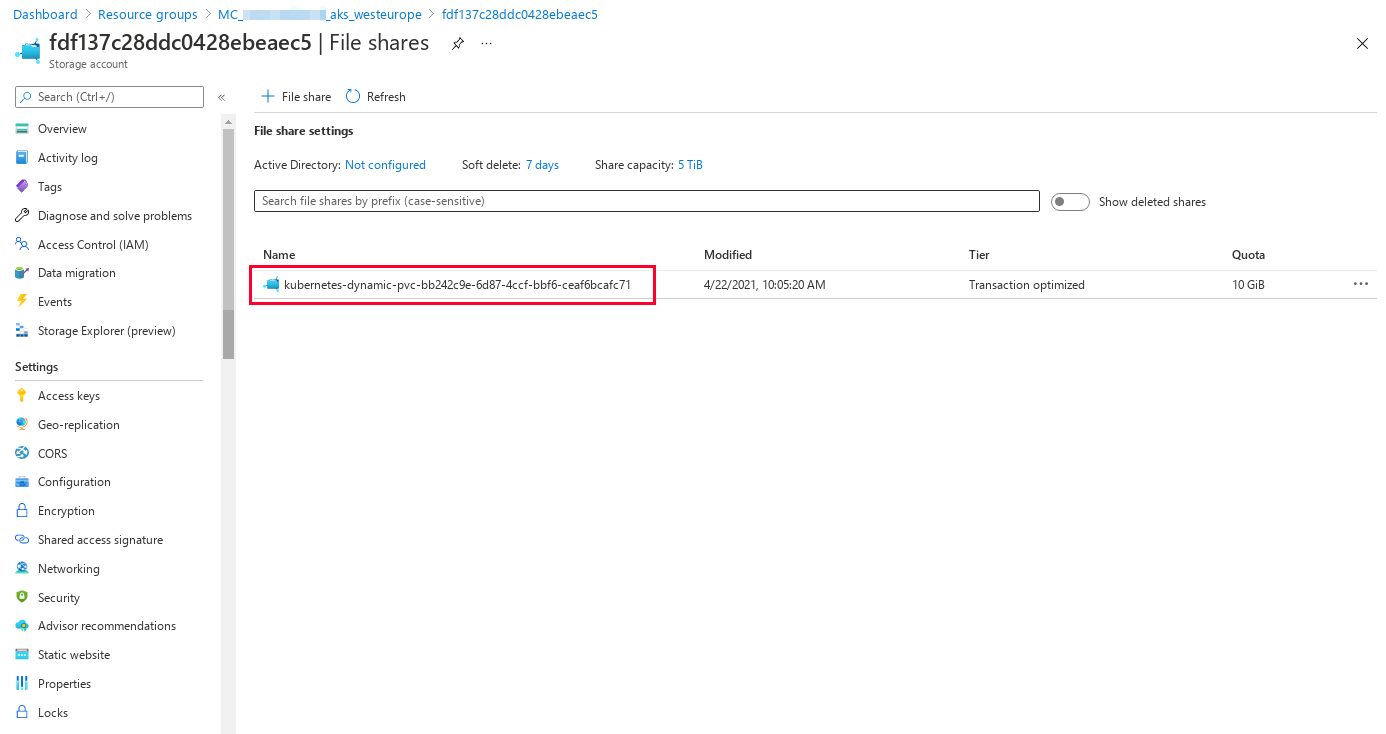 Dashboard > Resource groups > MC_ _aks_westeurope > fdf137c28ddc0428ebeaec5
fdf137c28ddc0428ebeaec5 | File shares
Storage account
Search (Ctrl+/)
«
Overview
Activity log
Tags
Diagnose and solve problems
Access Control (IAM)
Data migration
Events
Storage Explorer (preview)
Settings
Access keys
Geo-replication
CORS
Configuration
Encryption
Shared access signature
Networking
Security
Advisor recommendations
Static website
Properties
Locks
File share Refresh
File share settings
Active Directory: Not configured Soft delete: 7 days Share capacity: 5 TiB
Search file shares by prefix (case-sensitive) Show deleted shares
Name Modified Tier Quota
kubernetes-dynamic-pvc-bb242c9e-6d87-4ccf-bbf6-ceaf6bcafc71 4/22/2021, 10:05:20 AM Transaction optimized 10 GiB